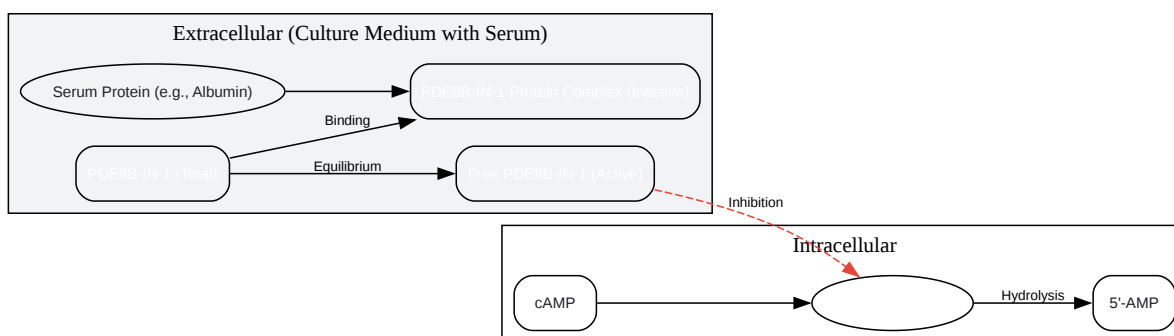 Extracellular (Culture Medium with Serum)
Serum Protein (e.g., Albumin)
PDE8B-IN-1-Protein Complex (Inactive)
Binding
PDE8B-IN-1 (Total)
Equilibrium
Free PDE8B-IN-1 (Active)
Inhibition
Intracellular
cAMP
Hydrolysis
5'-AMP